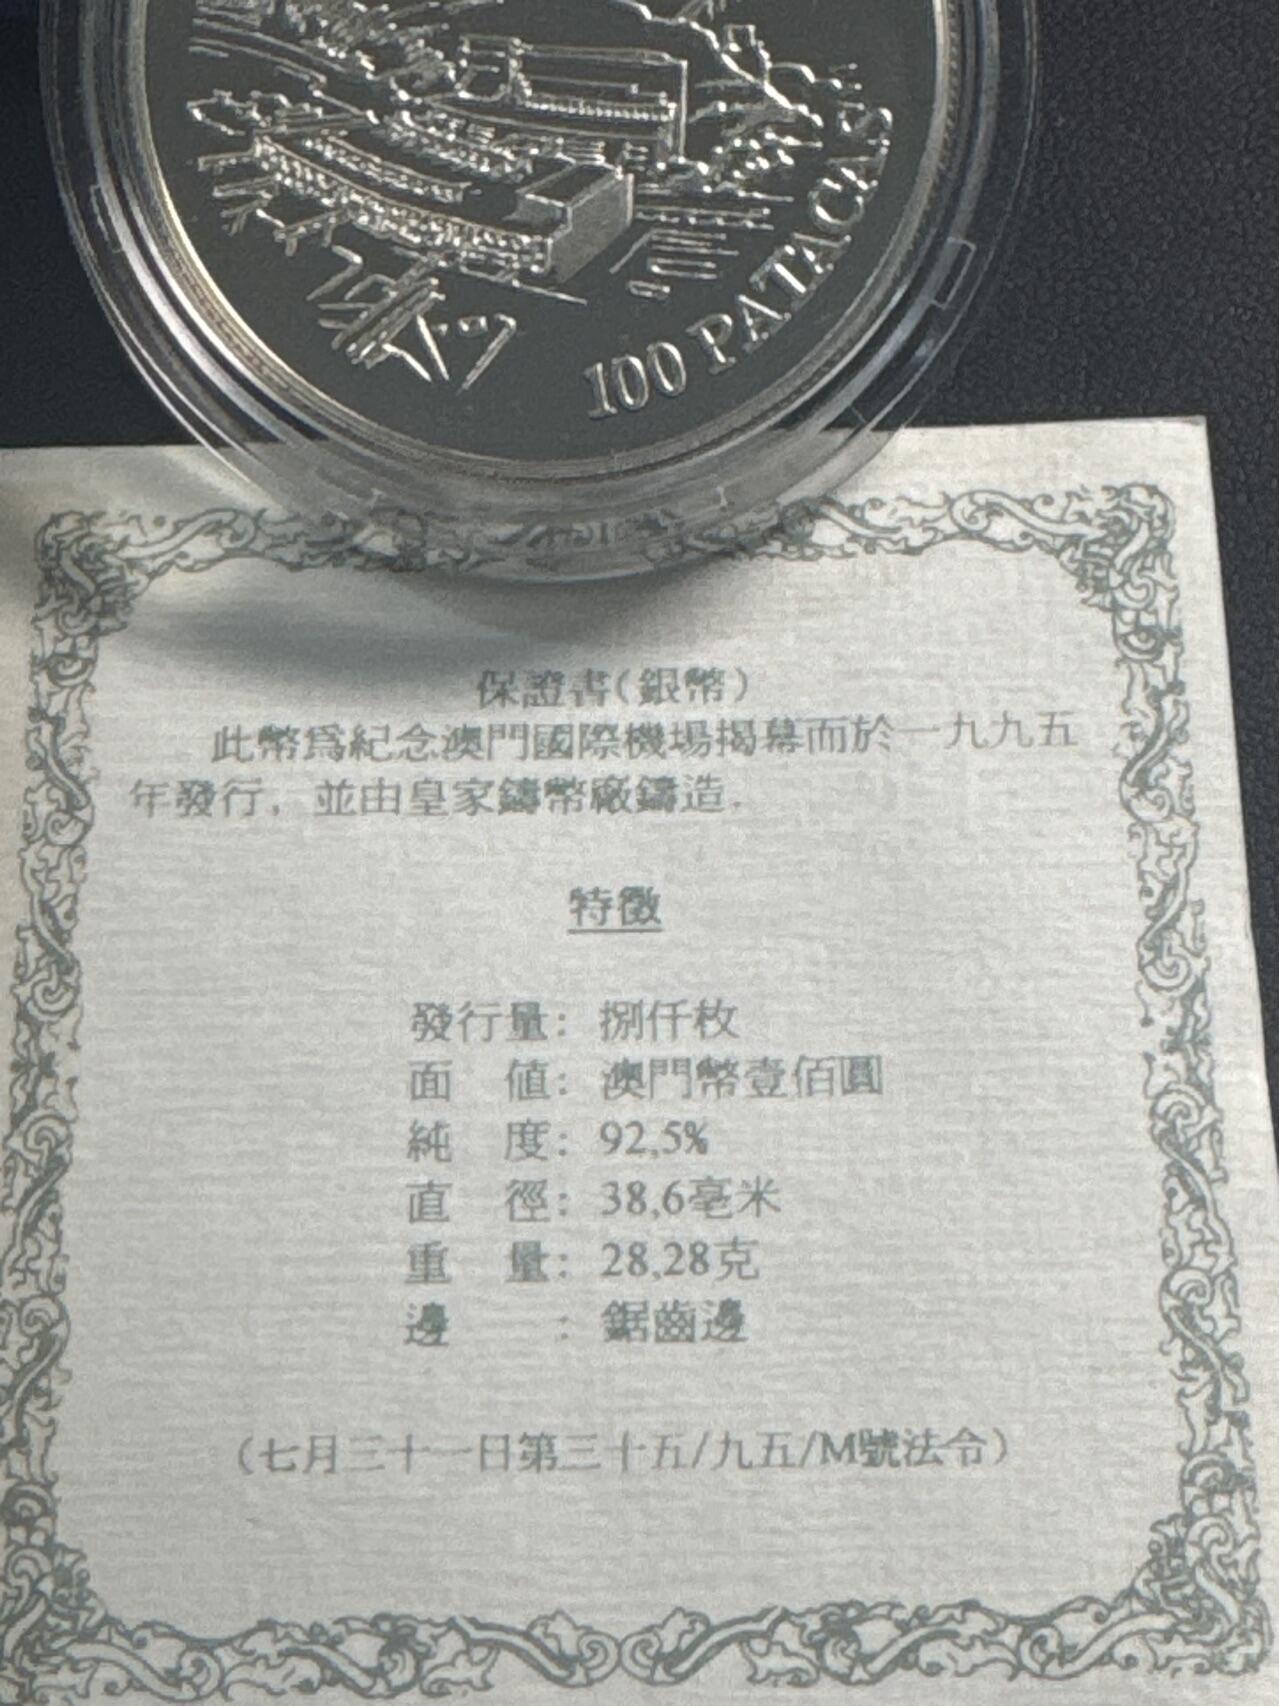 100 PATACAS
保證書(銀幣)
此幣爲紀念澳門國際機場揭幕而於一九九五
年發行, 並由皇家鑄幣廠鑄造.
特徵
發行量: 捌仟枚
面 值: 澳門幣壹佰圓
純 度: 92,5%
直 徑: 38,6毫米
重 量: 28,28克
邊 : 鋸齒邊
(七月三十一日第三十五/九五/M號法令)